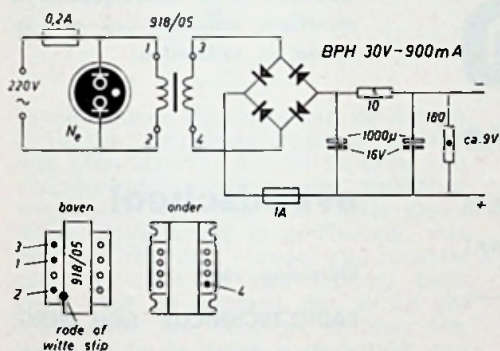 0,2A
918/05
1
3
BPH 30V-900mA
220V
~
Ne
2
4
10
1000µ
16V
180
ca. 9V
-
+
1A
boven
onder
3
1
2
918/05
4
rode of
witte stip